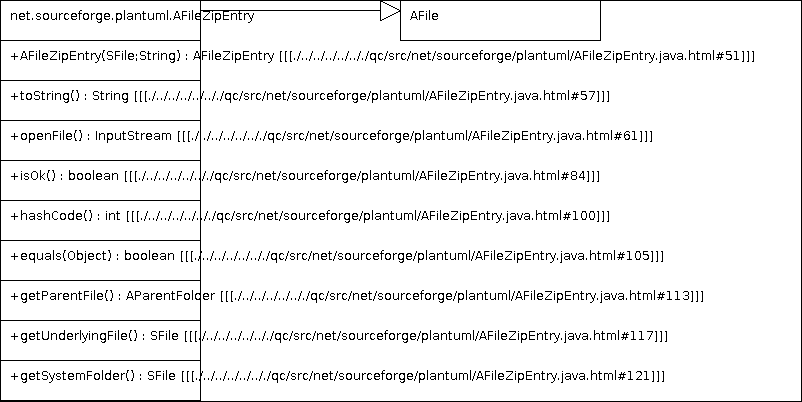 net.sourceforge.plantuml.AFileZipEntry
AFile
+AFileZipEntry(SFile;String) : AFileZipEntry [[[./../../../../../../qc/src/net/sourceforge/plantuml/AFileZipEntry.java.html#51]]]
+toString() : String [[[./../../../../../../qc/src/net/sourceforge/plantuml/AFileZipEntry.java.html#57]]]
+openFile() : InputStream [[[./../../../../../../qc/src/net/sourceforge/plantuml/AFileZipEntry.java.html#61]]]
+isOk() : boolean [[[./../../../../../../qc/src/net/sourceforge/plantuml/AFileZipEntry.java.html#84]]]
+hashCode() : int [[[./../../../../../../qc/src/net/sourceforge/plantuml/AFileZipEntry.java.html#100]]]
+equals(Object) : boolean [[[./../../../../../../qc/src/net/sourceforge/plantuml/AFileZipEntry.java.html#105]]]
+getParentFile() : AParentFolder [[[./../../../../../../qc/src/net/sourceforge/plantuml/AFileZipEntry.java.html#113]]]
+getUnderlyingFile() : SFile [[[./../../../../../../qc/src/net/sourceforge/plantuml/AFileZipEntry.java.html#117]]]
+getSystemFolder() : SFile [[[./../../../../../../qc/src/net/sourceforge/plantuml/AFileZipEntry.java.html#121]]]